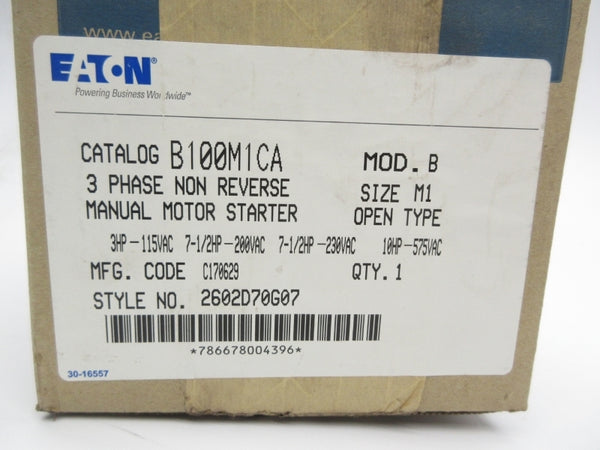 www.ea
EATON®
Powering Business Worldwide™
CATALOG B100M1CA MOD. B
3 PHASE NON REVERSE SIZE M1
MANUAL MOTOR STARTER OPEN TYPE
3HP-115VAC 7-1/2HP-200VAC 7-1/2HP-230VAC 10HP-575VAC
MFG. CODE C170629 QTY. 1
STYLE NO. 2602D70G07
*786678004396*
30-16557